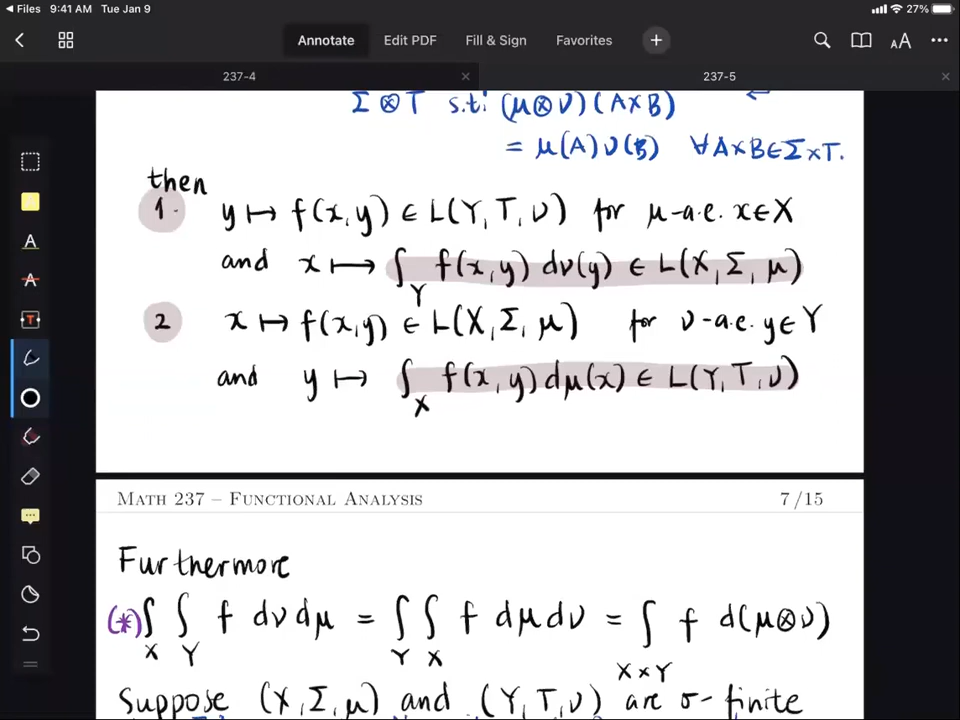 Files 9:41 AM Tue Jan 9 27%
Annotate Edit PDF Fill & Sign Favorites
237-4 237-5
Σ ⊗ T s.t: (μ⊗ν)(A×B)
= μ(A)ν(B) ∀A×B∈Σ×T.
then
1. y ↦ f(x,y) ∈ L(Y,T,ν) for μ-a.e. x∈X
and x ↦ ∫_Y f(x,y) dν(y) ∈ L(X,Σ,μ)
2 x ↦ f(x,y) ∈ L(X,Σ,μ) for ν-a.e. y∈Y
and y ↦ ∫_X f(x,y)dμ(x) ∈ L(Y,T,ν)
MATH 237 – FUNCTIONAL ANALYSIS 7/15
Furthermore
(*) ∫_X ∫_Y f dν dμ = ∫_Y ∫_X f dμ dν = ∫_{X×Y} f d(μ⊗ν)
Suppose (X,Σ,μ) and (Y,T,ν) are σ-finite